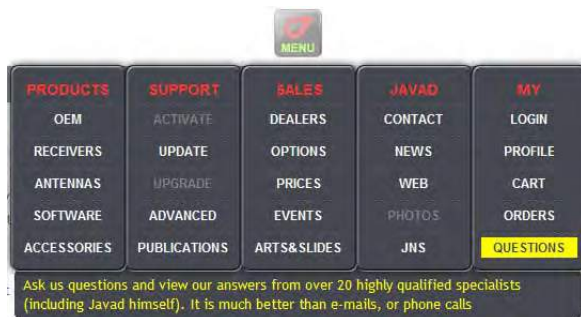 MENU
PRODUCTS SUPPORT SALES JAVAD MY
OEM ACTIVATE DEALERS CONTACT LOGIN
RECEIVERS UPDATE OPTIONS NEWS PROFILE
ANTENNAS UPGRADE PRICES WEB CART
SOFTWARE ADVANCED EVENTS PHOTOS ORDERS
ACCESSORIES PUBLICATIONS ARTS&SLIDES JNS QUESTIONS
Ask us questions and view our answers from over 20 highly qualified specialists
(including Javad himself). It is much better than e-mails, or phone calls